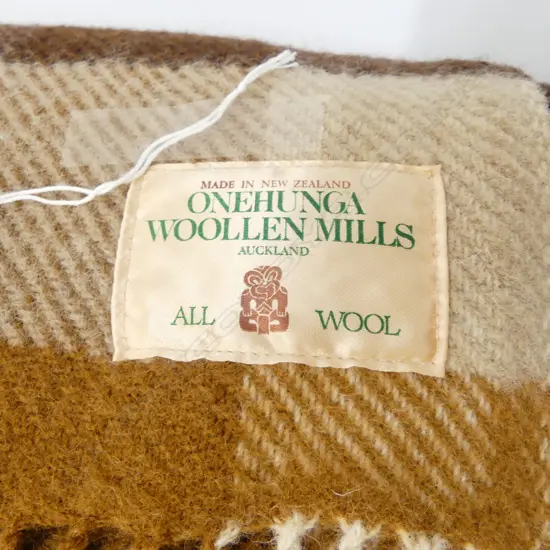 MADE IN NEW ZEALAND
ONEHUNGA
WOOLLEN MILLS
AUCKLAND
ALL WOOL